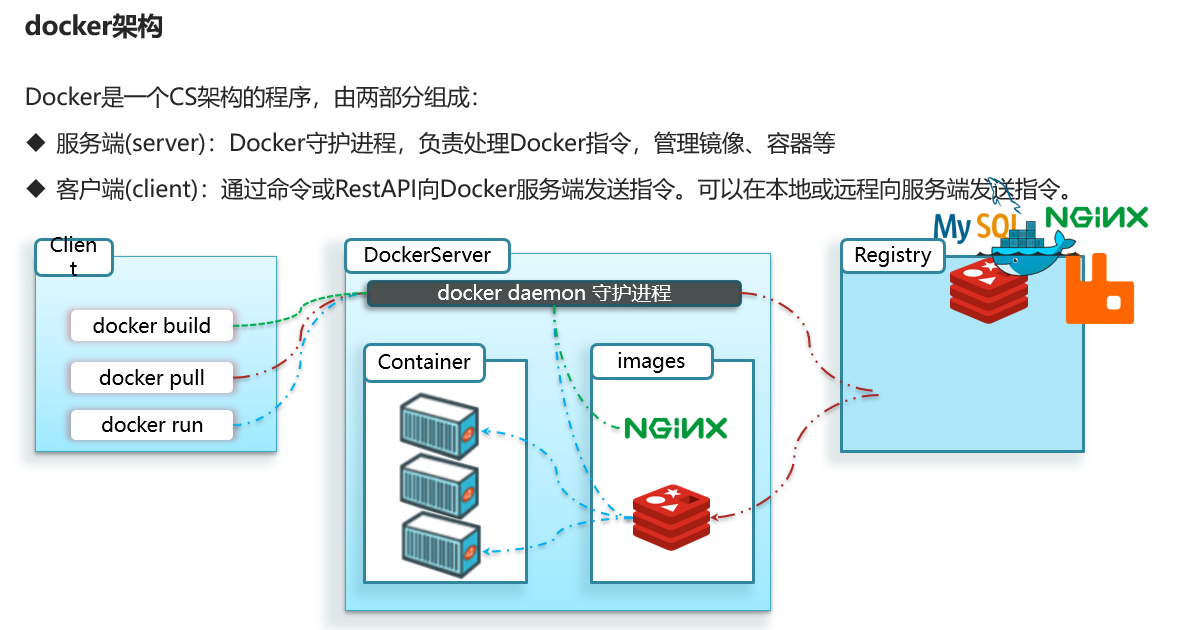 docker架构
Docker是一个CS架构的程序，由两部分组成：
◆ 服务端(server)：Docker守护进程，负责处理Docker指令，管理镜像、容器等
◆ 客户端(client)：通过命令或RestAPI向Docker服务端发送指令。可以在本地或远程向服务端发送指令。
MySQL
NGINX
Clien
t
DockerServer
Registry
docker daemon 守护进程
docker build
docker pull
docker run
Container
images
NGINX